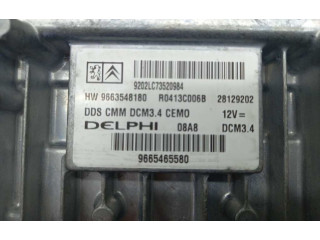 9202LC73520984
HW 9663548180 R0413C006B 28129202
DDS CMM DCM3.4 CEMO 12V=
DELPHI 08A8 DCM3.4
9665465580